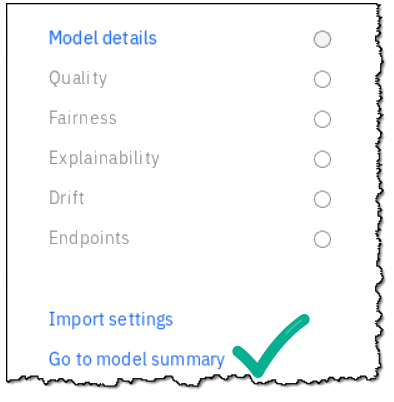 Model details
Quality
Fairness
Explainability
Drift
Endpoints
Import settings
Go to model summary